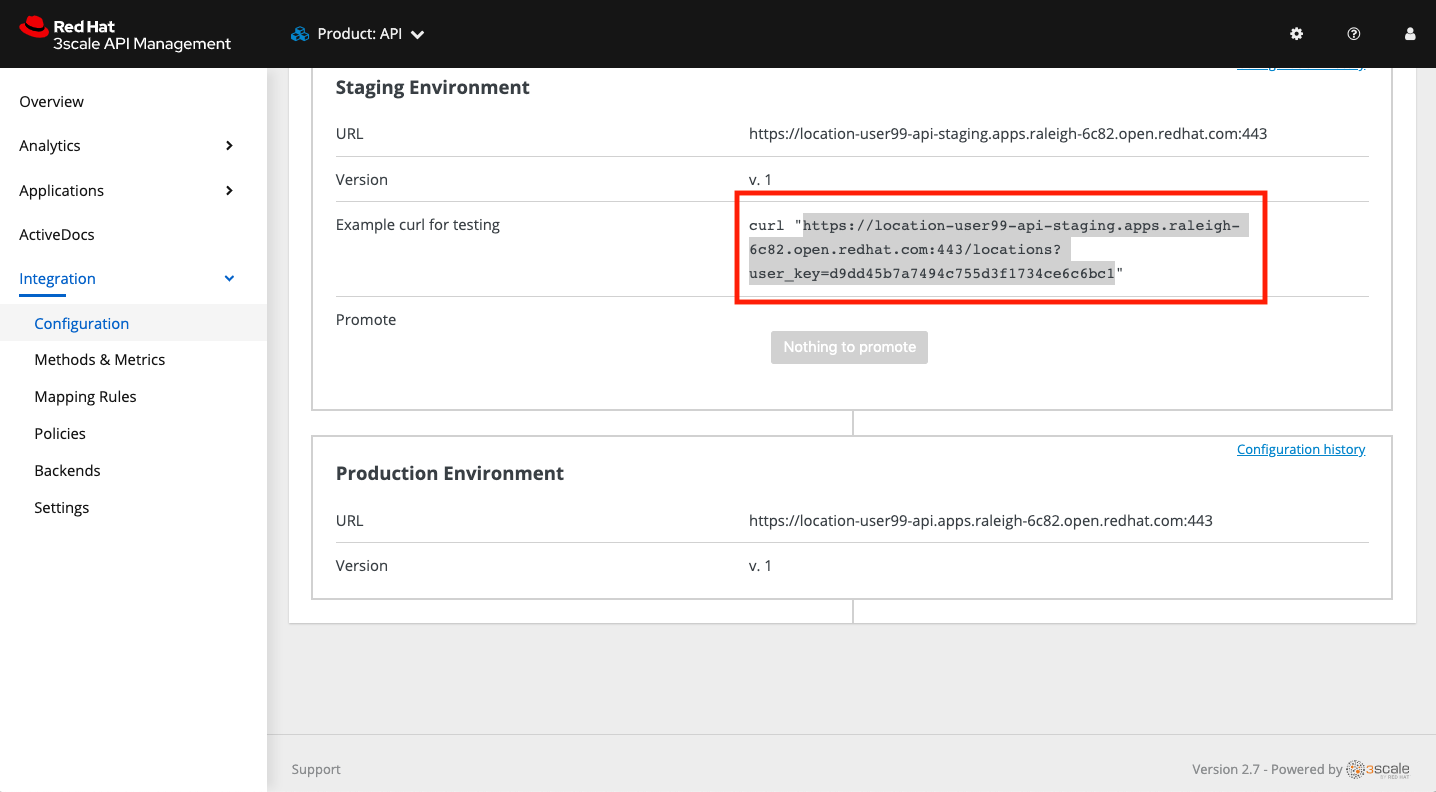 Red Hat
3scale API Management
Product: API
Overview
Analytics
Applications
ActiveDocs
Integration
Configuration
Methods & Metrics
Mapping Rules
Policies
Backends
Settings
Staging Environment
URL
https://location-user99-api-staging.apps.raleigh-6c82.open.redhat.com:443
Version
v. 1
Example curl for testing
curl "https://location-user99-api-staging.apps.raleigh-
6c82.open.redhat.com:443/locations?
user_key=d9dd45b7a7494c755d3f1734ce6c6bc1"
Promote
Nothing to promote
Configuration history
Production Environment
URL
https://location-user99-api.apps.raleigh-6c82.open.redhat.com:443
Version
v. 1
Support
Version 2.7 - Powered by
3scale
BY RED HAT